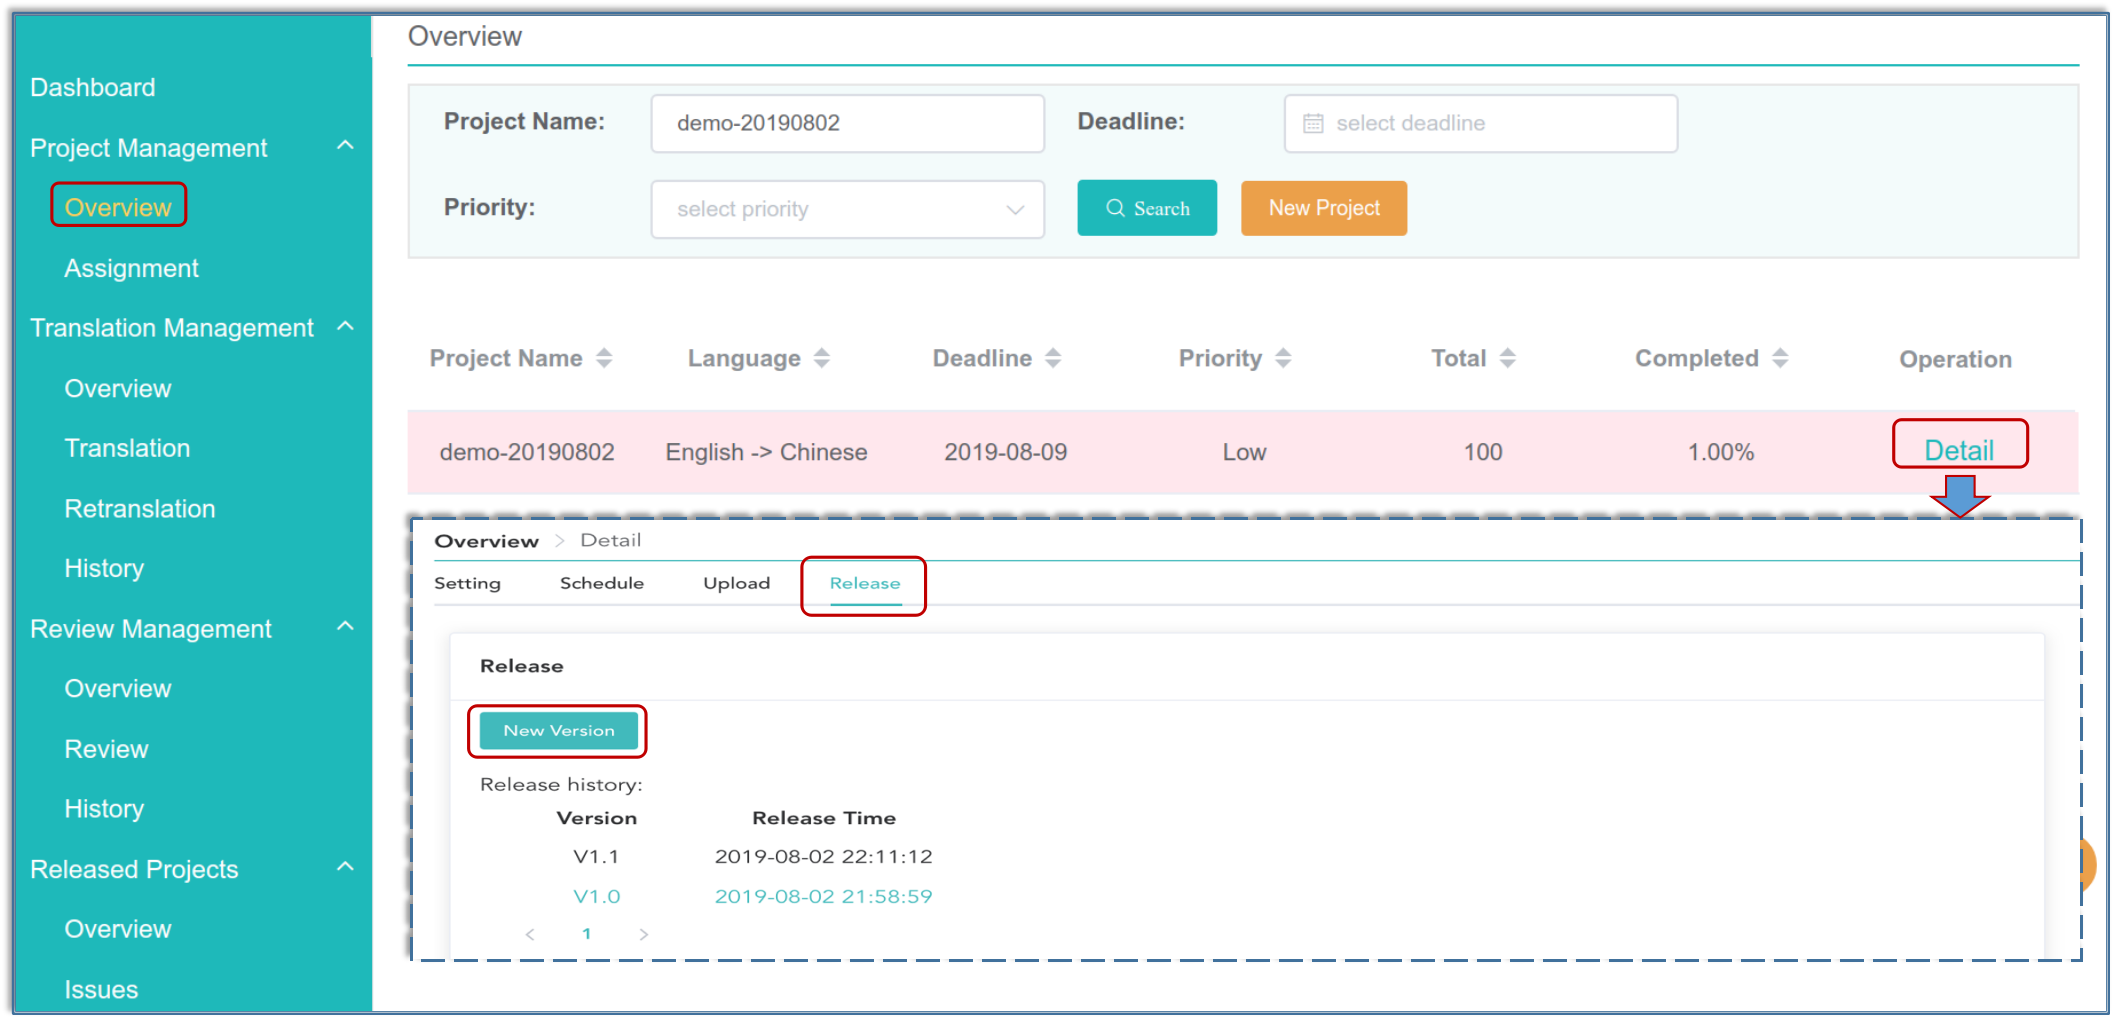 Dashboard
Project Management
Overview
Assignment
Translation Management
Overview
Translation
Retranslation
History
Review Management
Overview
Review
History
Released Projects
Overview
Issues
Overview
Project Name: demo-20190802 Deadline: select deadline
Priority: select priority Search New Project
Project Name Language Deadline Priority Total Completed Operation
demo-20190802 English -> Chinese 2019-08-09 Low 100 1.00% Detail
Overview > Detail
Setting Schedule Upload Release
Release
New Version
Release history:
Version Release Time
V1.1 2019-08-02 22:11:12
V1.0 2019-08-02 21:58:59
< 1 >